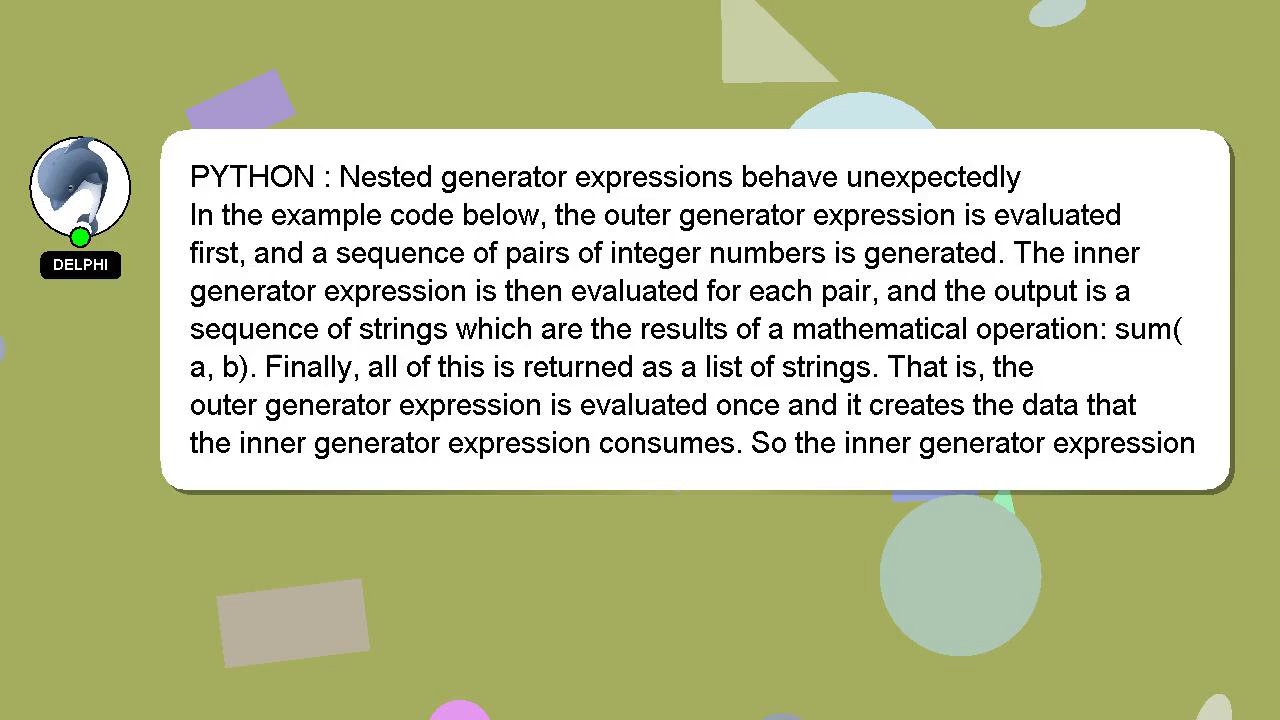 PYTHON : Nested generator expressions behave unexpectedly
In the example code below, the outer generator expression is evaluated
first, and a sequence of pairs of integer numbers is generated. The inner
generator expression is then evaluated for each pair, and the output is a
sequence of strings which are the results of a mathematical operation: sum(
a, b). Finally, all of this is returned as a list of strings. That is, the
outer generator expression is evaluated once and it creates the data that
the inner generator expression consumes. So the inner generator expression
DELPHI